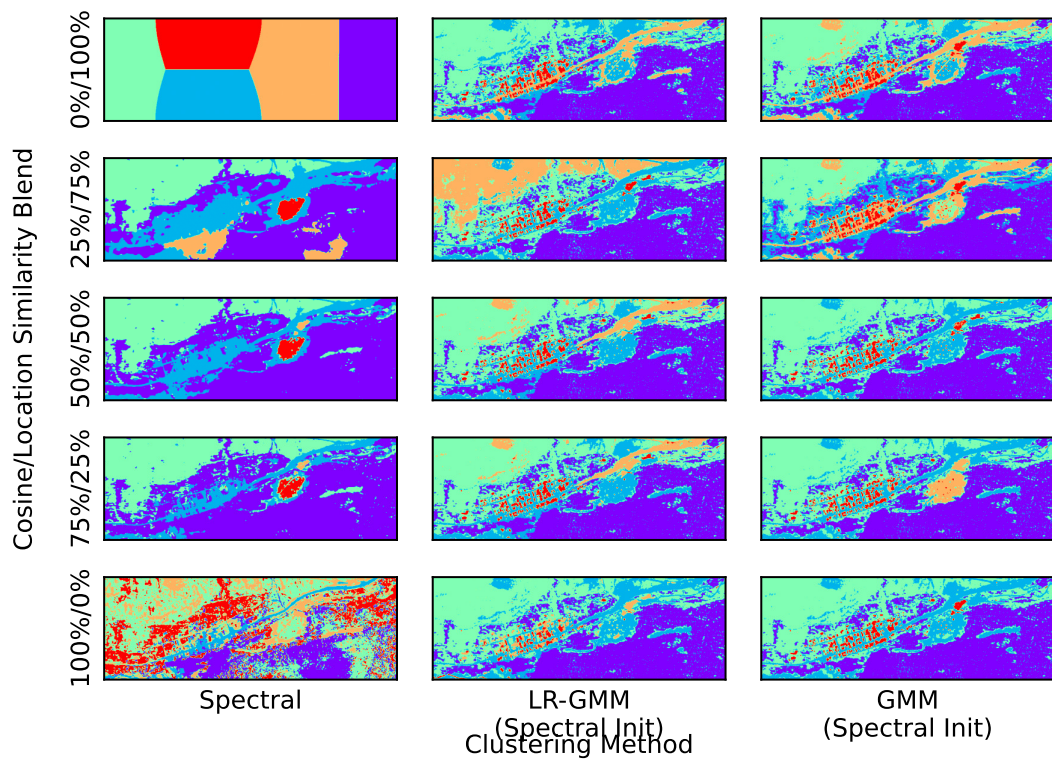 Cosine/Location Similarity Blend
0%/100%
25%/75%
50%/50%
75%/25%
100%/0%
Spectral
LR-GMM
(Spectral Init)
GMM
(Spectral Init)
Clustering Method